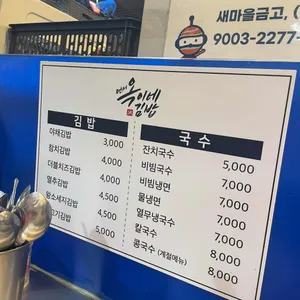 새마을금고,
9003-2277-
옥이네
김밥
김 밥
야채김밥 3,000
참치김밥 4,000
더블치즈김밥 4,000
멸추김밥 4,500
왕소세지김밥 4,500
고기김밥 5,000
국 수
잔치국수 5,000
비빔국수 7,000
비빔냉면 7,000
물냉면 7,000
열무냉국수 7,000
칼국수 8,000
콩국수 (계절메뉴) 8,000